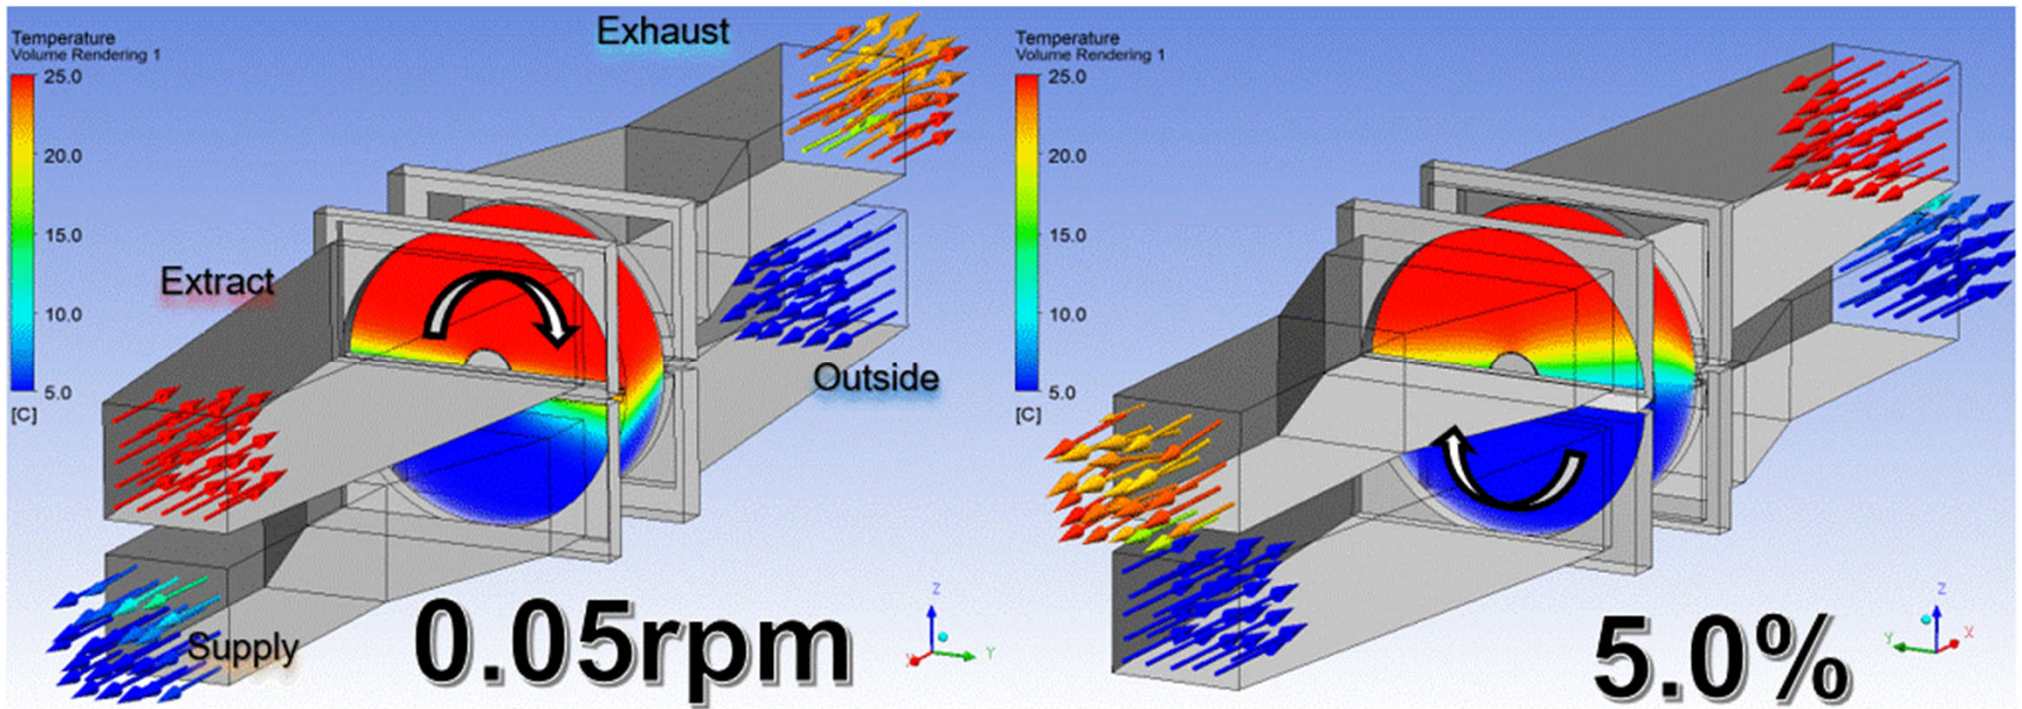 Temperature
Volume Rendering 1
25.0
20.0
15.0
10.0
5.0
[C]
Exhaust
Extract
Outside
Supply
0.05rpm
Z
X
Y
Temperature
Volume Rendering 1
25.0
20.0
15.0
10.0
5.0
[C]
5.0%
Z
Y
X